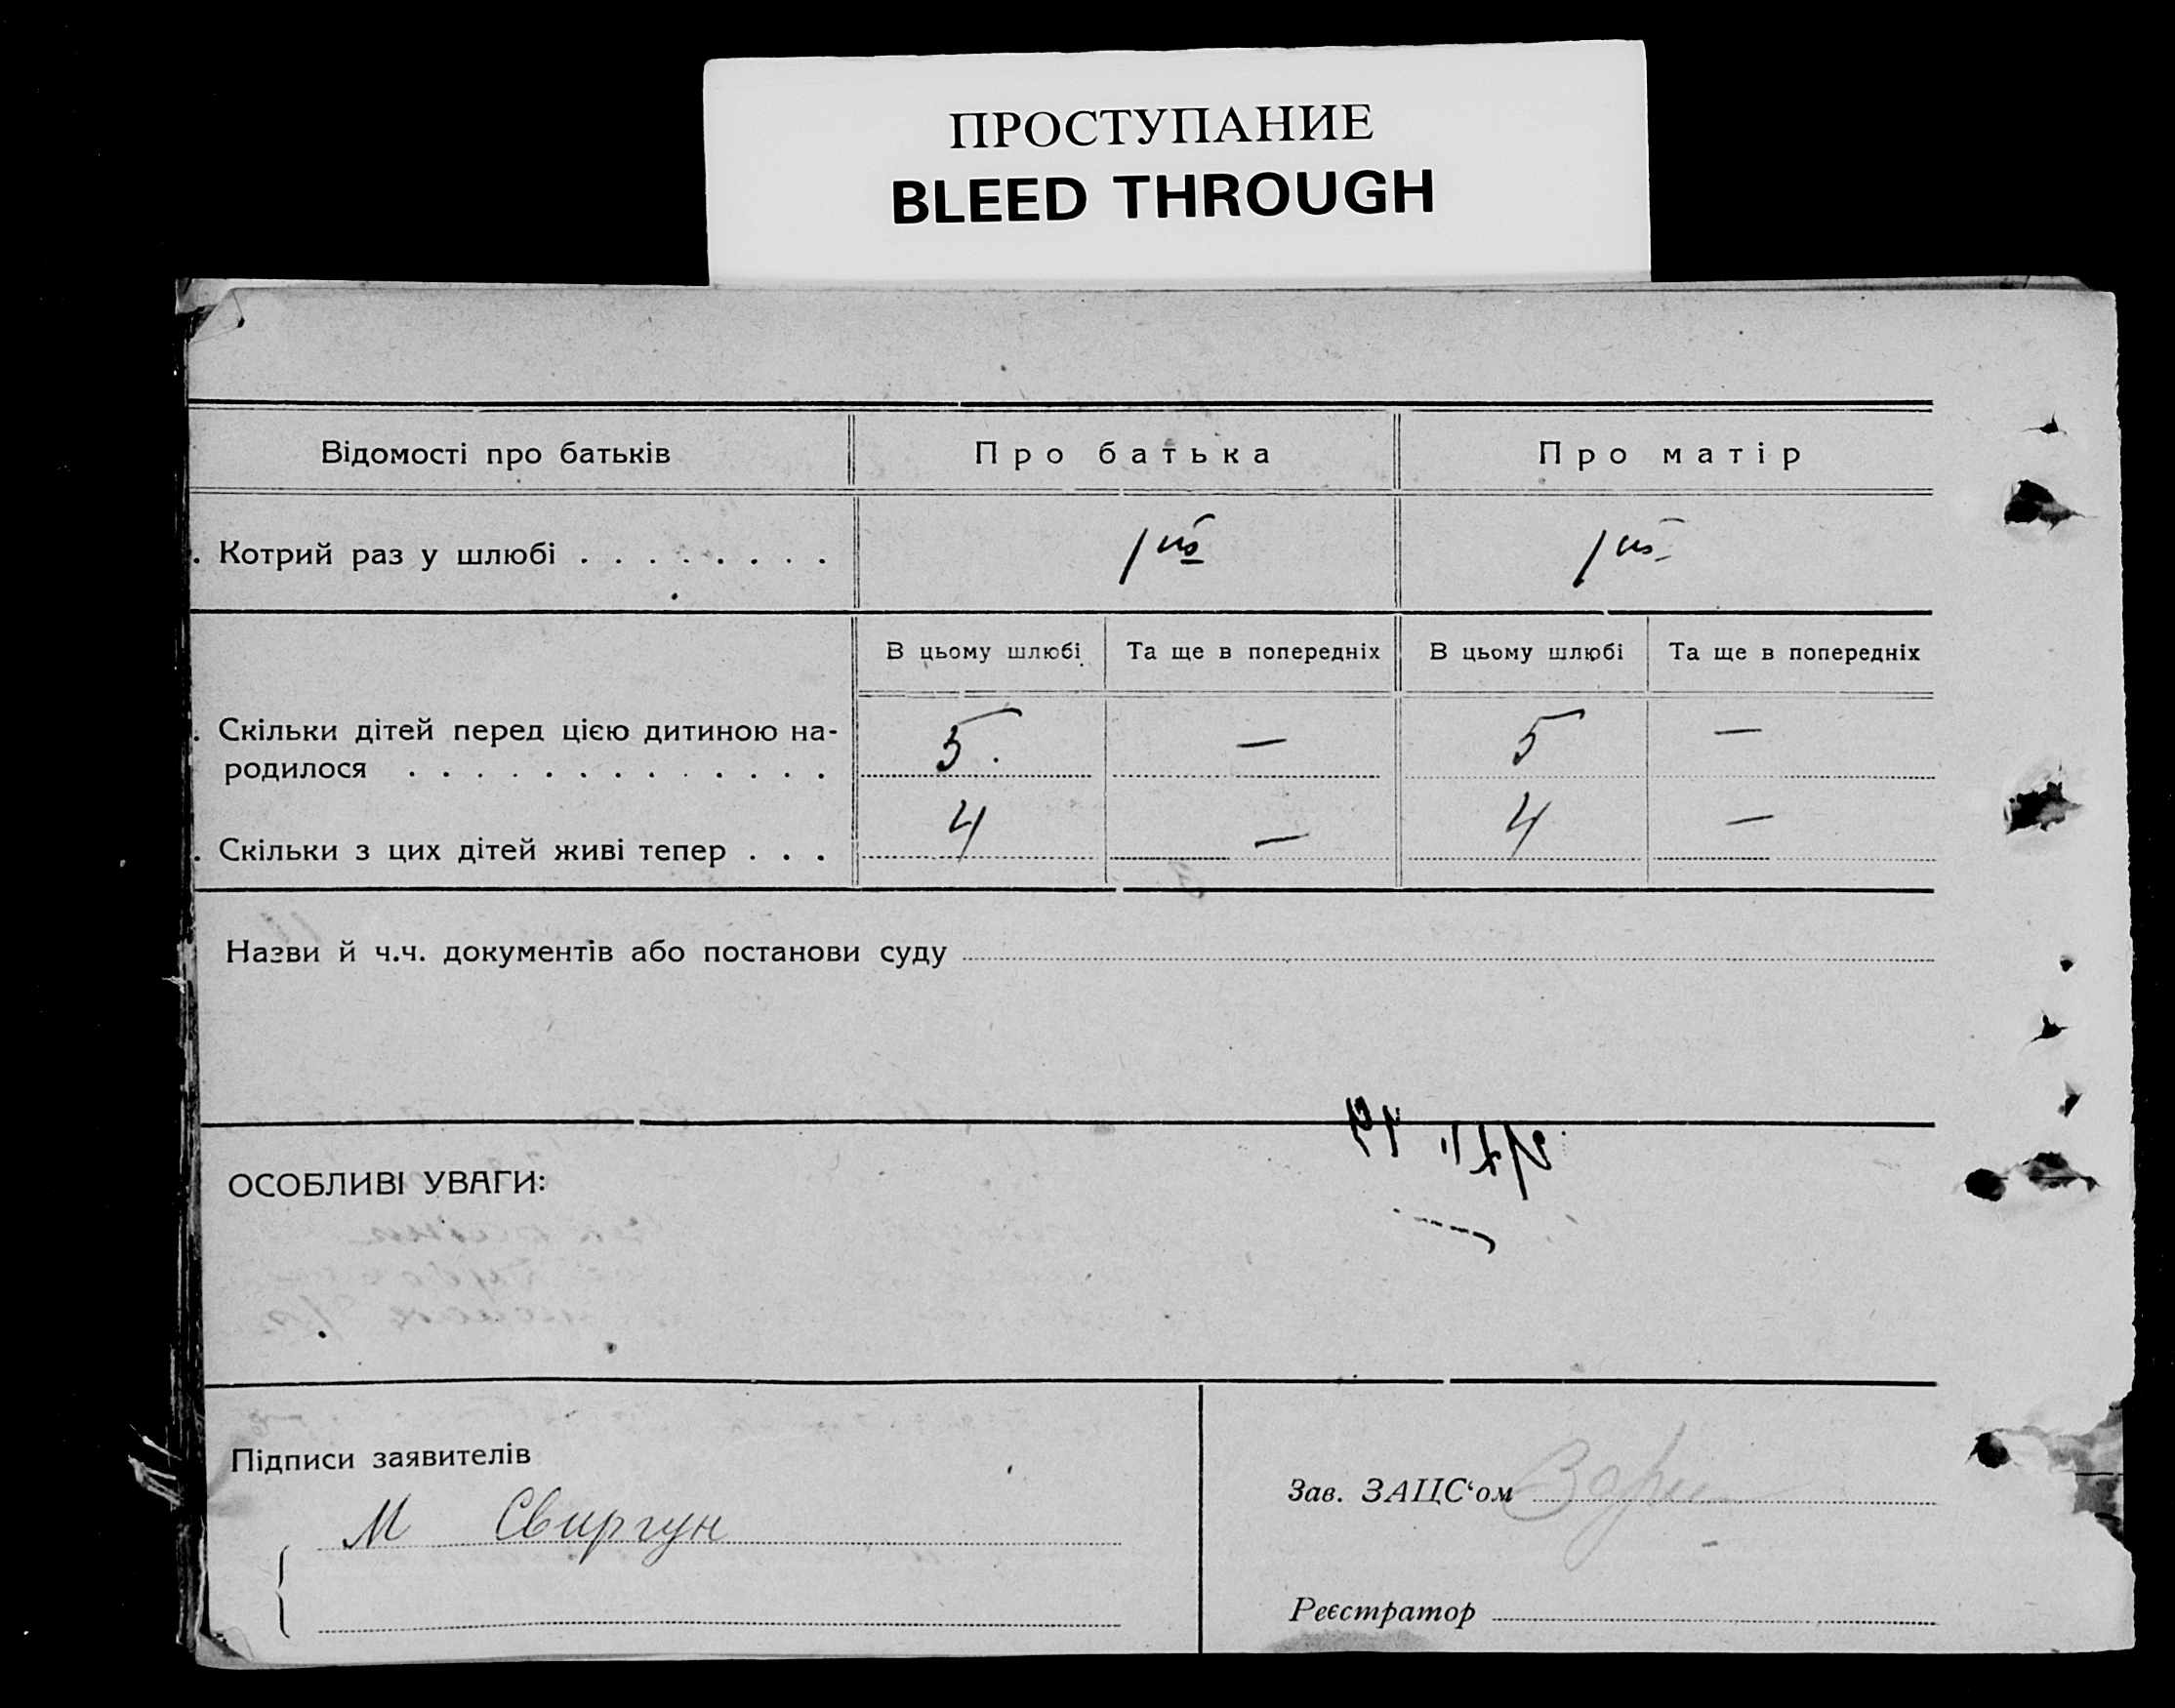 ПРОСТУПАНИЕ
BLEED THROUGH
Відомості про батьків
Про батька
Про матір
. Котрий раз у шлюбі . . . . . . . .
1ий
1ий
В цьому шлюбі
Та ще в попередніх
В цьому шлюбі
Та ще в попередніх
. Скільки дітей перед цією дитиною на-
родилося . . . . . . . . . . . . .
5.
—
5
—
. Скільки з цих дітей живі тепер . . .
4
—
4
—
Назви й ч.ч. документів або постанови суду
ОСОБЛИВІ УВАГИ:
Підписи заявителів
М Свиргун
Зав. ЗАЦС‘ом
Реєстратор